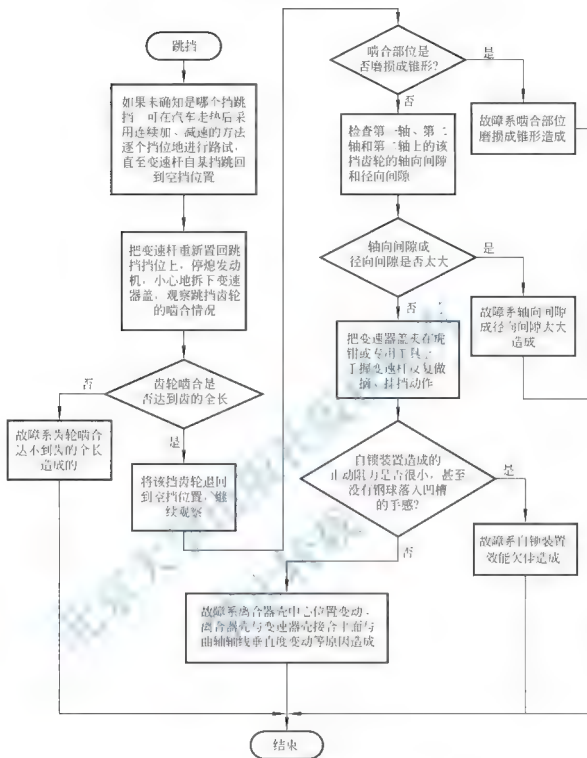 跳挡
如果未确知是哪个挡跳
挡，可在汽车走热后采
用连续加、减速的方法
逐个挡位地进行路试，
直至变速杆自某挡跳回
到空挡位置
把变速杆重新置回跳
挡挡位上，停熄发动
机，小心地拆下变速
器盖，观察跳挡齿轮
的啮合情况
齿轮啮合是
否达到齿的全长
否
是
故障系齿轮啮合
达不到齿的全长
造成的
将该挡齿轮退回
到空挡位置，继
续观察
啮合部位是
否磨损成锥形？
是
否
故障系啮合部位
磨损成锥形造成
检查第一轴、第二
轴和第二轴上的该
挡齿轮的轴向间隙
和径向间隙
轴向间隙成
径向间隙是否太大
是
否
故障系轴向间隙
成径向间隙太大
造成
把变速器盖夹在虎
钳或专用工具上
手握变速杆反复做
摘、挂挡动作
自锁装置造成的
止动阻力是否很小，甚至
没有钢球落入凹槽
的手感？
是
否
故障系自锁装置
效能欠佳造成
故障系离合器壳中心位置变动、
离合器壳与变速器壳接合平面与
曲轴轴线垂直度变动等原因造成
结束